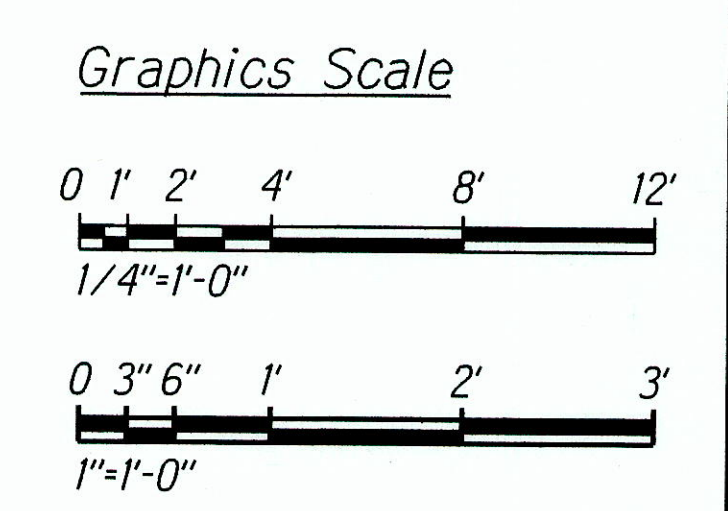 Graphics Scale
0 1' 2' 4' 8' 12'
1/4"=1'-0"
0 3" 6" 1' 2' 3'
1"=1'-0"